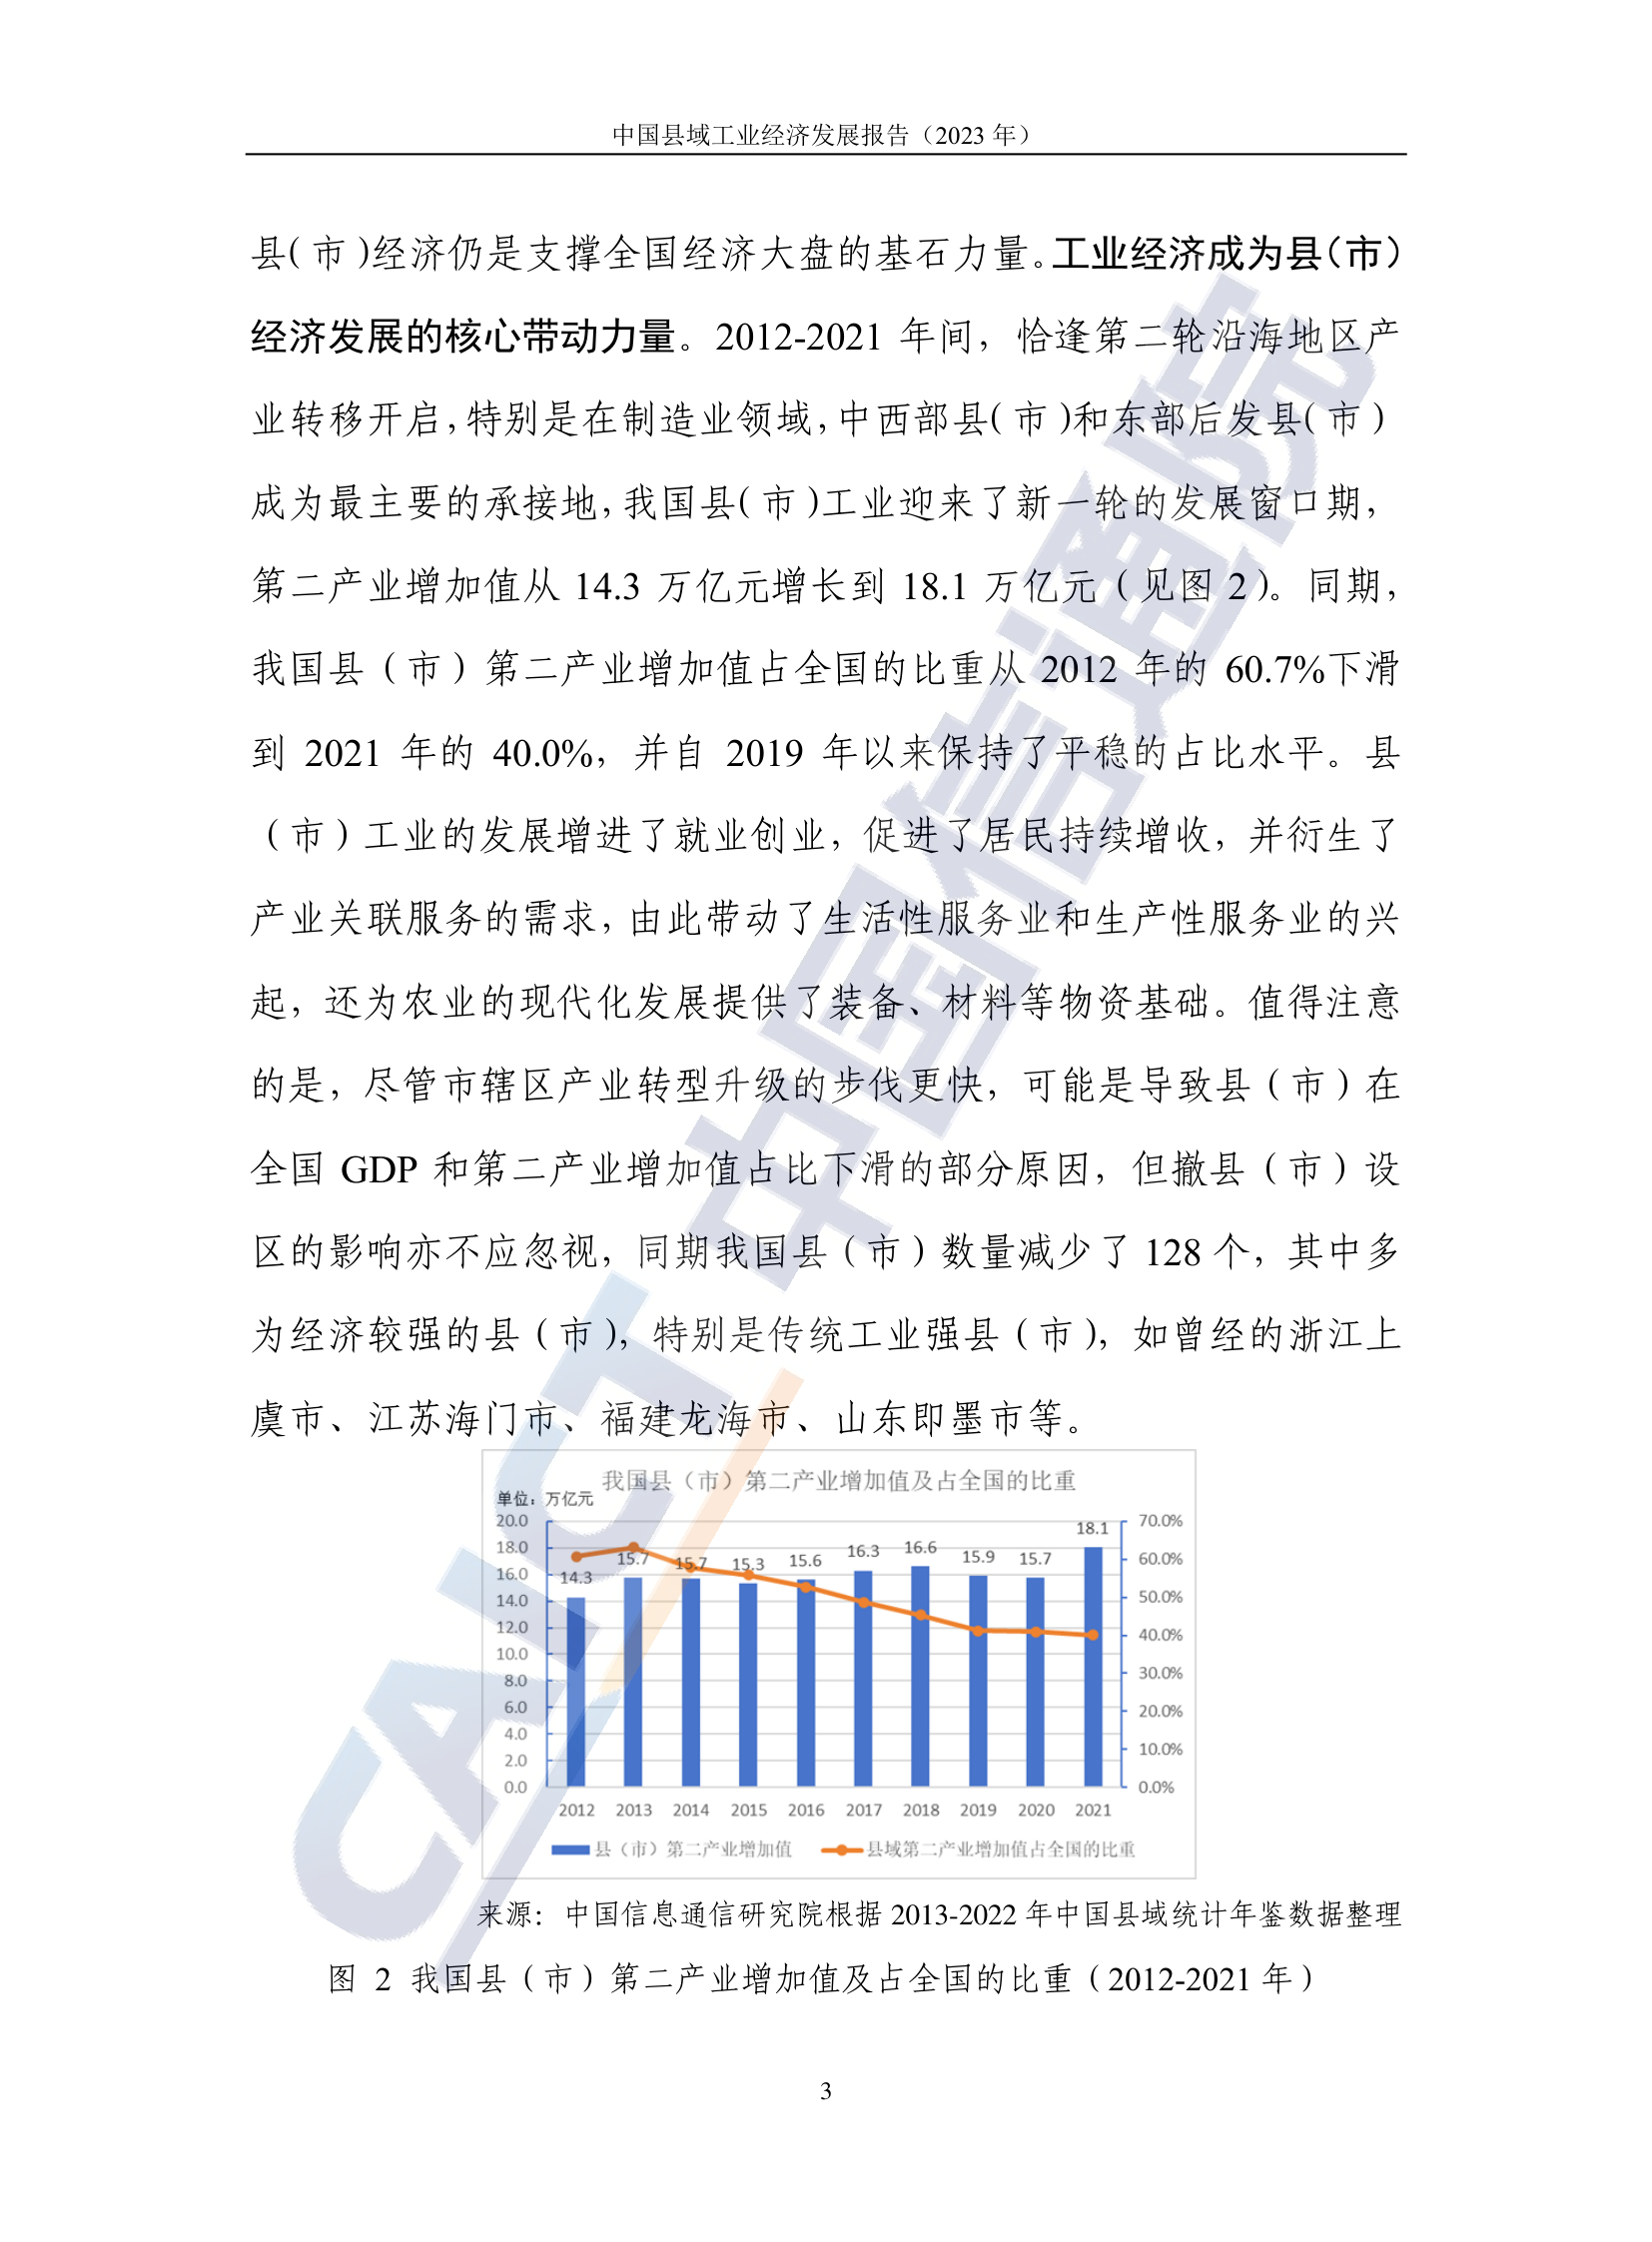 中国县域工业经济发展报告（2023 年）
县(市)经济仍是支撑全国经济大盘的基石力量。工业经济成为县（市）
经济发展的核心带动力量。2012-2021 年间，恰逢第二轮沿海地区产
业转移开启,特别是在制造业领域,中西部县(市)和东部后发县(市)
成为最主要的承接地,我国县(市)工业迎来了新一轮的发展窗口期，
第二产业增加值从 14.3 万亿元增长到 18.1 万亿元（见图 2）。同期，
我国县（市）第二产业增加值占全国的比重从 2012 年的 60.7%下滑
到 2021 年的 40.0%，并自 2019 年以来保持了平稳的占比水平。县
（市）工业的发展增进了就业创业，促进了居民持续增收，并衍生了
产业关联服务的需求，由此带动了生活性服务业和生产性服务业的兴
起，还为农业的现代化发展提供了装备、材料等物资基础。值得注意
的是，尽管市辖区产业转型升级的步伐更快，可能是导致县（市）在
全国 GDP 和第二产业增加值占比下滑的部分原因，但撤县（市）设
区的影响亦不应忽视，同期我国县（市）数量减少了 128 个，其中多
为经济较强的县（市），特别是传统工业强县（市），如曾经的浙江上
虞市、江苏海门市、福建龙海市、山东即墨市等。
我国县（市）第二产业增加值及占全国的比重
单位：万亿元
20.0
18.0
16.0
14.0
12.0
10.0
8.0
6.0
4.0
2.0
0.0
14.3
15.7
15.7
15.3
15.6
16.3
16.6
15.9
15.7
18.1
70.0%
60.0%
50.0%
40.0%
30.0%
20.0%
10.0%
0.0%
2012 2013 2014 2015 2016 2017 2018 2019 2020 2021
县（市）第二产业增加值 县域第二产业增加值占全国的比重
来源：中国信息通信研究院根据 2013-2022 年中国县域统计年鉴数据整理
图 2 我国县（市）第二产业增加值及占全国的比重（2012-2021 年）
3
CAICT 中国信通院